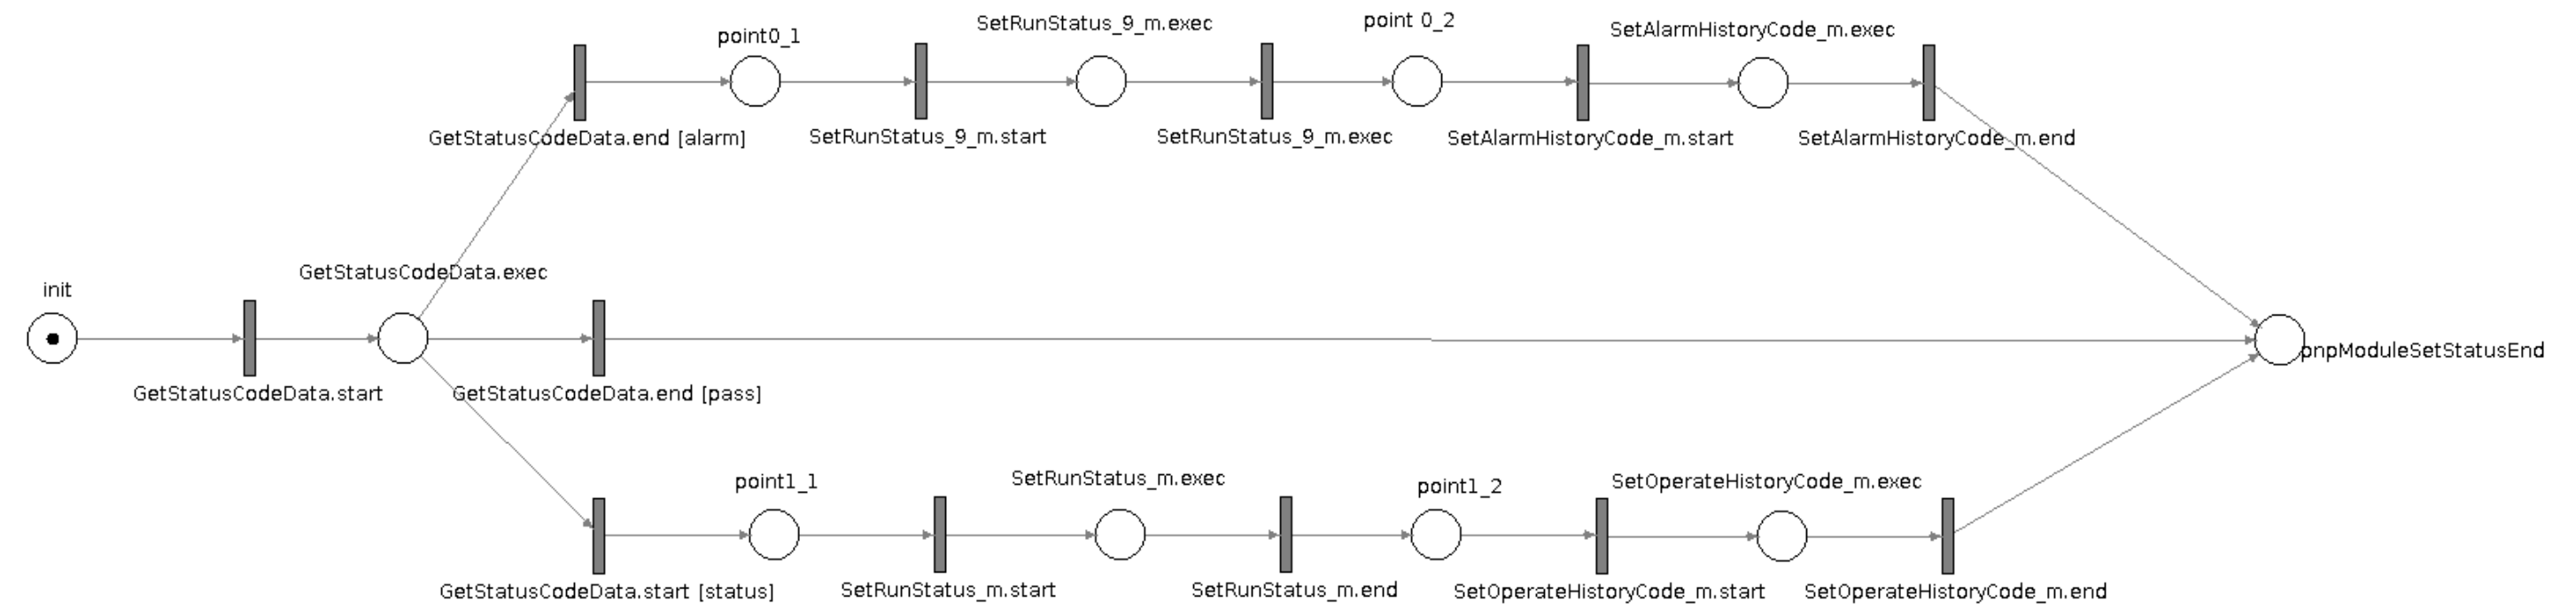 point0_1
SetRunStatus_9_m.exec
point 0_2
SetAlarmHistoryCode_m.exec
GetStatusCodeData.end [alarm]
SetRunStatus_9_m.start
SetRunStatus_9_m.exec
SetAlarmHistoryCode_m.start
SetAlarmHistoryCode_m.end
init
GetStatusCodeData.exec
GetStatusCodeData.start
GetStatusCodeData.end [pass]
pnpModuleSetStatusEnd
point1_1
SetRunStatus_m.exec
point1_2
SetOperateHistoryCode_m.exec
GetStatusCodeData.start [status]
SetRunStatus_m.start
SetRunStatus_m.end
SetOperateHistoryCode_m.start
SetOperateHistoryCode_m.end